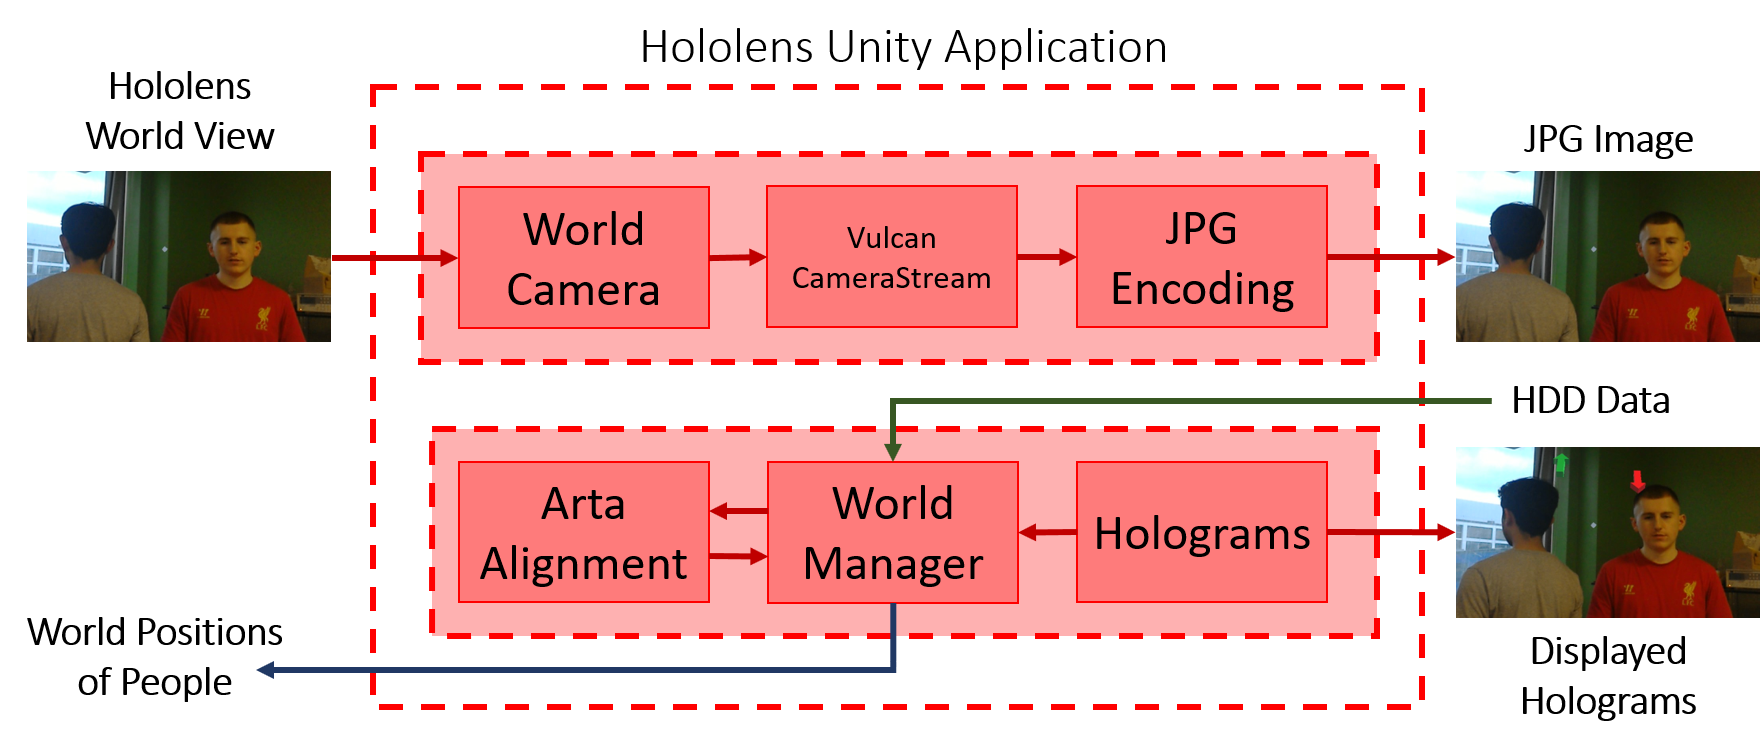 Hololens Unity Application
Hololens
World View
JPG Image
World
Camera
Vulcan
CameraStream
JPG
Encoding
HDD Data
Arta
Alignment
World
Manager
Holograms
World Positions
of People
Displayed
Holograms